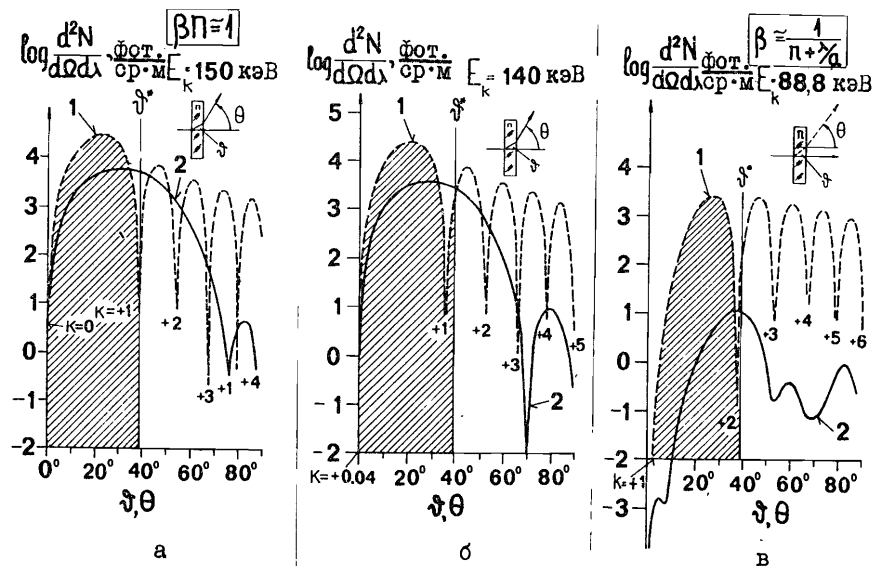 βn≅1
log d²N/dΩdλ, фот./ср·м E_k=150 кэВ
1
ϑ*
n
θ
ϑ
2
4
3
2
1
0
-1
-2
K=0
K=+1
+2
+3
+1
+4
0° 20° 40° 60° 80°
ϑ,θ
а
log d²N/dΩdλ, фот./ср·м E_k=140 кэВ
1
ϑ*
n
θ
ϑ
5
4
3
2
1
0
-1
-2
+1
+2
+3
+4
+5
2
K=+0.04
20° 40° 60° 80°
ϑ,θ
б
β≅1/(n+λ/a)
log d²N/dΩdλ фот./ср·м E_k=88,8 кэВ
1
ϑ*
n
θ
ϑ
4
3
2
1
0
-1
-2
-3
+2
+3
+4
+5
+6
2
K=+1
20° 40° 60° 80°
ϑ,θ
в